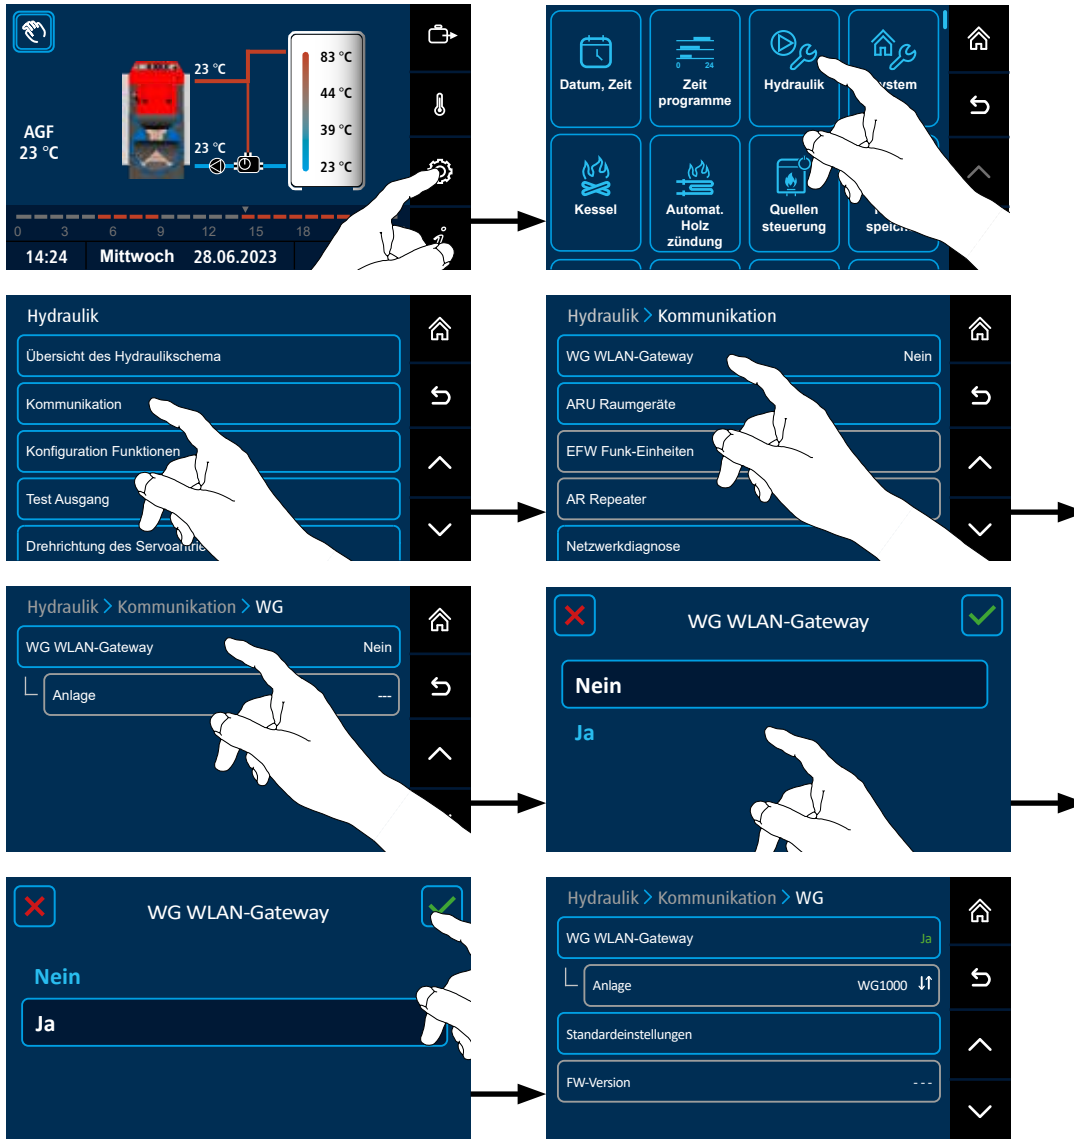 83 °C
23 °C
44 °C
AGF
23 °C
39 °C
23 °C
23 °C
0 3 6 9 12 15 18
14:24 Mittwoch 28.06.2023
Datum, Zeit
Zeit
programme
0 24
Hydraulik
Kessel
Automat.
Holz
zündung
Quellen
steuerung
Hydraulik
Übersicht des Hydraulikschema
Kommunikation
Konfiguration Funktionen
Test Ausgang
Drehrichtung des
Hydraulik > Kommunikation
WG WLAN-Gateway Nein
ARU Raumgeräte
EFW Funk-Einheiten
AR Repeater
Netzwerkdiagnose
Hydraulik > Kommunikation > WG
WG WLAN-Gateway Nein
Anlage ---
WG WLAN-Gateway
Nein
Ja
WG WLAN-Gateway
Nein
Ja
Hydraulik > Kommunikation > WG
WG WLAN-Gateway Ja
Anlage WG1000
Standardeinstellungen
FW-Version ---